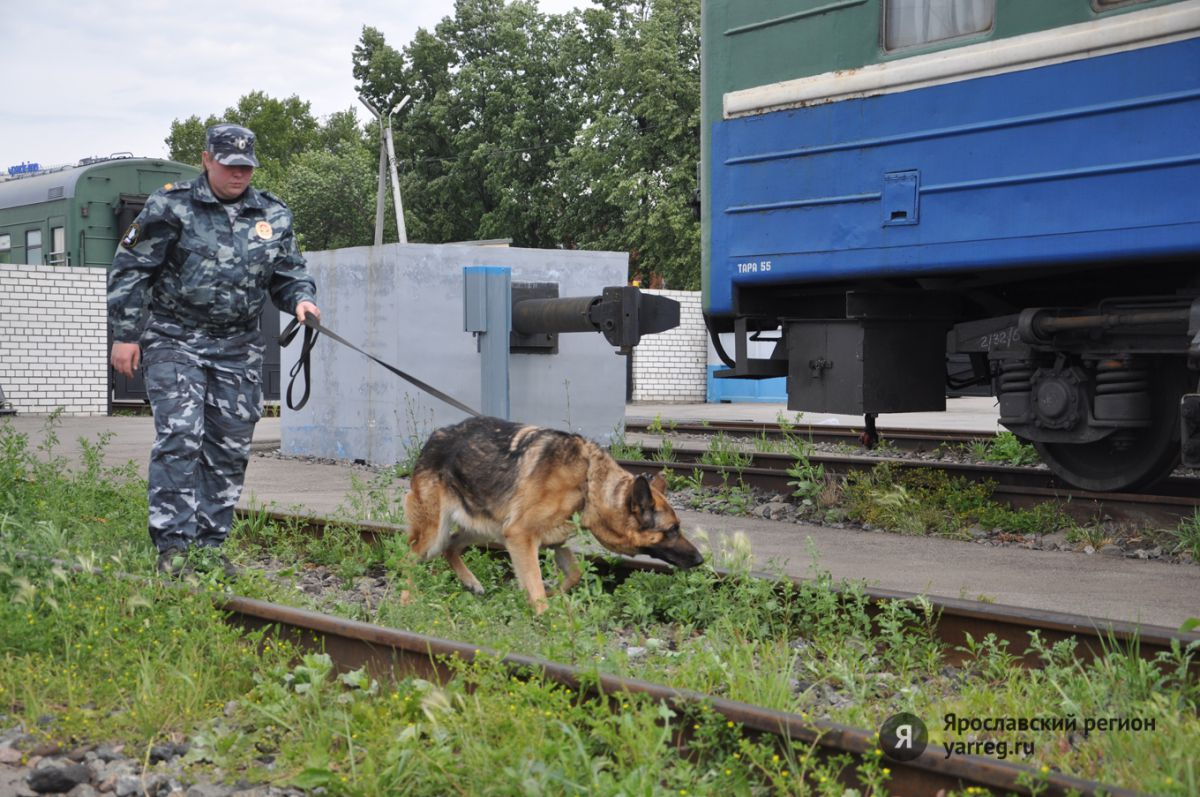 ТАРА 55
2/32/6
Я
Ярославский регион
yarreg.ru